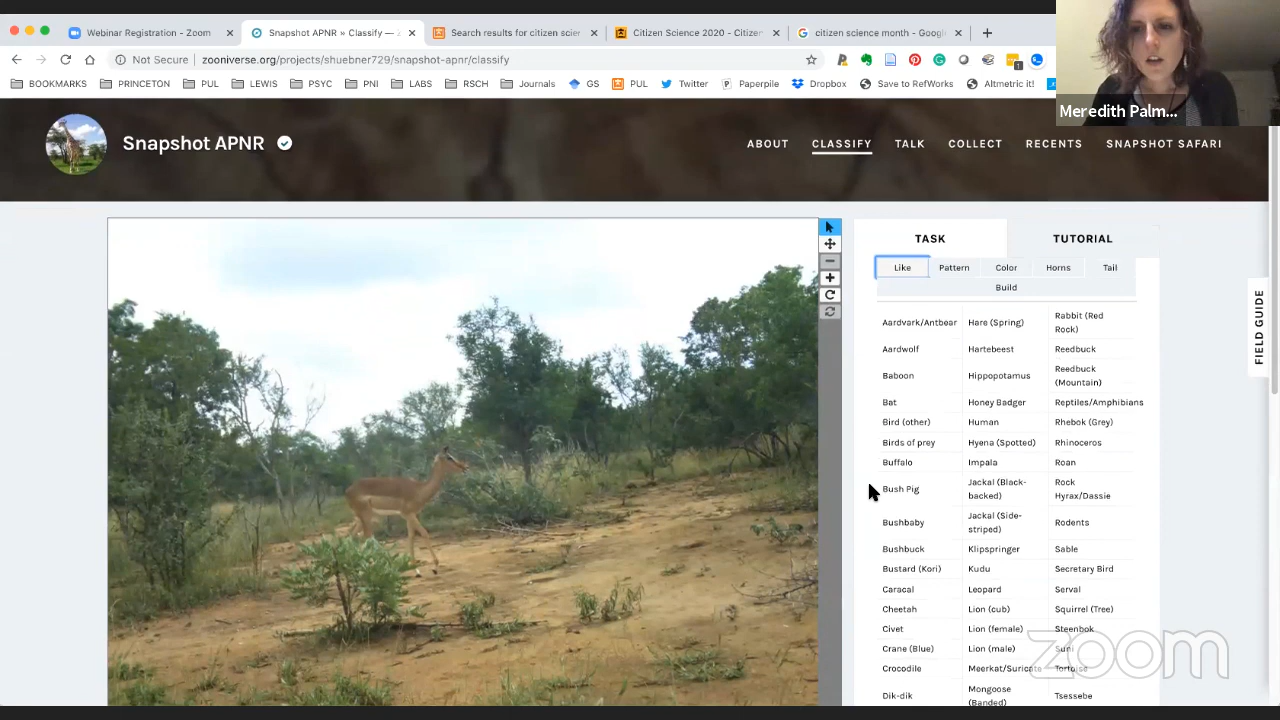 Webinar Registration - Zoom
Snapshot APNR » Classify —
Search results for citizen scien
Citizen Science 2020 - Citizen
citizen science month - Google
Not Secure
zooniverse.org/projects/shuebner729/snapshot-apnr/classify
BOOKMARKS PRINCETON PUL LEWIS PSYC PNI LABS RSCH Journals GS PUL Twitter Paperpile Dropbox Save to RefWorks Altmetric it!
Meredith Palm...
Snapshot APNR
ABOUT CLASSIFY TALK COLLECT RECENTS SNAPSHOT SAFARI
TASK TUTORIAL
Like Pattern Color Horns Tail
Build
Aardvark/Antbear
Aardwolf
Baboon
Bat
Bird (other)
Birds of prey
Buffalo
Bush Pig
Bushbaby
Bushbuck
Bustard (Kori)
Caracal
Cheetah
Civet
Crane (Blue)
Crocodile
Dik-dik
Hare (Spring)
Hartebeest
Hippopotamus
Honey Badger
Human
Hyena (Spotted)
Impala
Jackal (Black-
backed)
Jackal (Side-
striped)
Klipspringer
Kudu
Leopard
Lion (cub)
Lion (female)
Lion (male)
Meerkat/Suricate
Mongoose
(Banded)
Rabbit (Red
Rock)
Reedbuck
Reedbuck
(Mountain)
Reptiles/Amphibians
Rhebok (Grey)
Rhinoceros
Roan
Rock
Hyrax/Dassie
Rodents
Sable
Secretary Bird
Serval
Squirrel (Tree)
Steenbok
Suni
Tortoise
Tsessebe
FIELD GUIDE
zoom